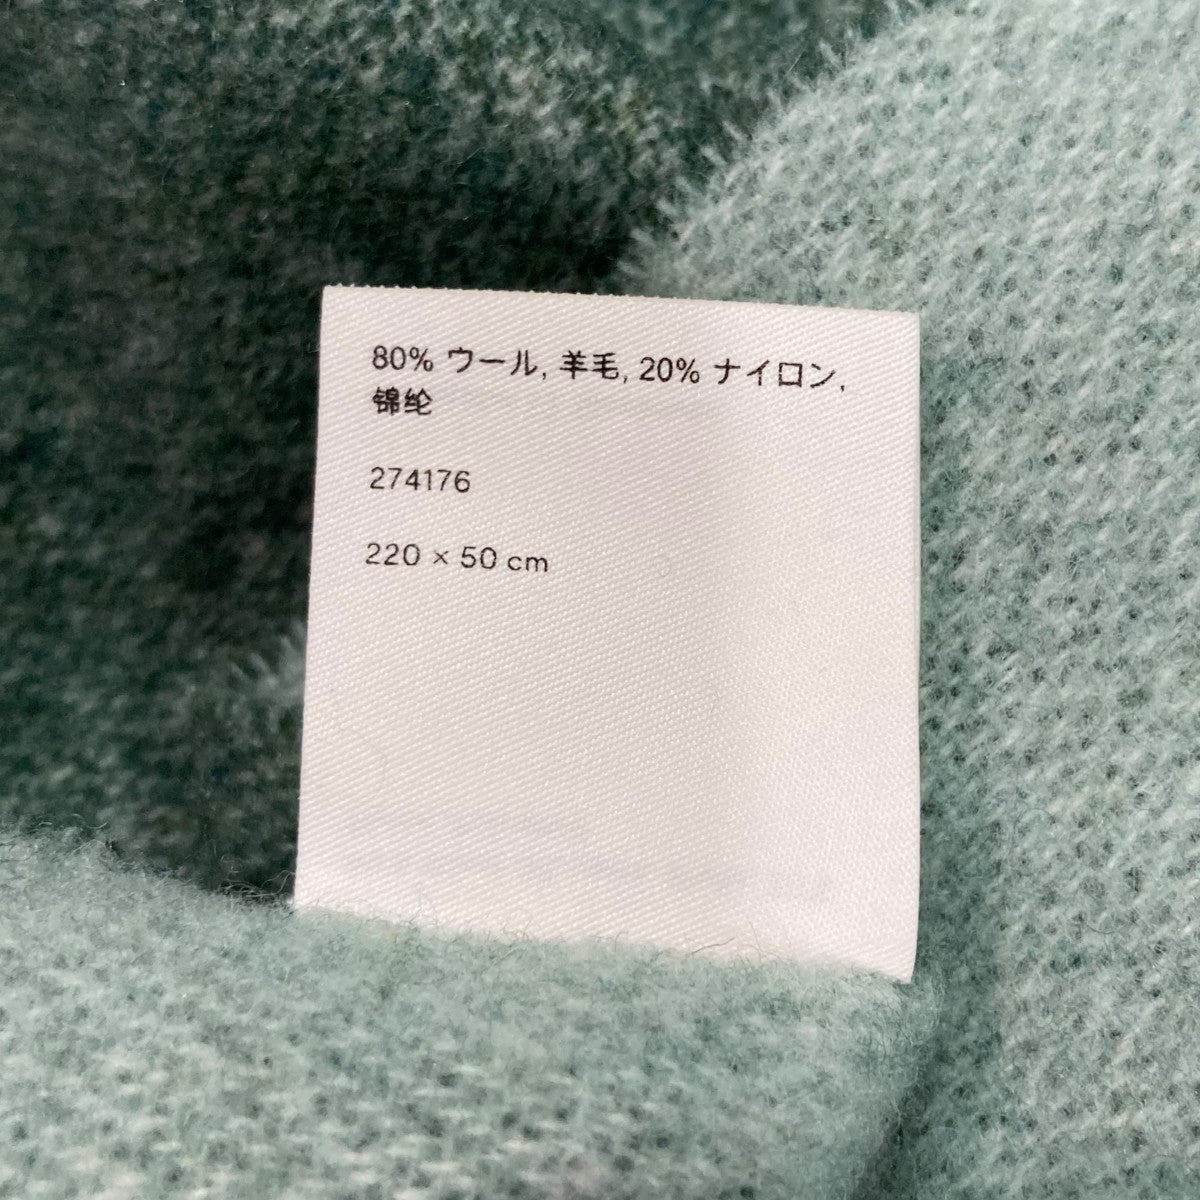 80% ウール, 羊毛, 20% ナイロン,
锦纶
274176
220 × 50 cm